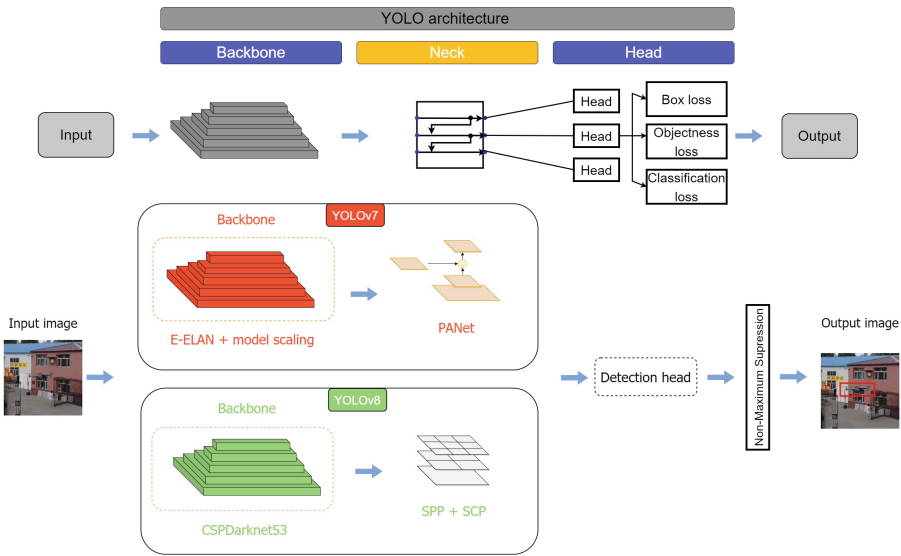 YOLO architecture
Backbone
Neck
Head
Input
Head
Head
Head
Box loss
Objectness
loss
Classification
loss
Output
YOLOv7
Backbone
E-ELAN + model scaling
PANet
Input image
YOLOv8
Backbone
CSPDarknet53
SPP + SCP
Detection head
Non-Maximum Supression
Output image